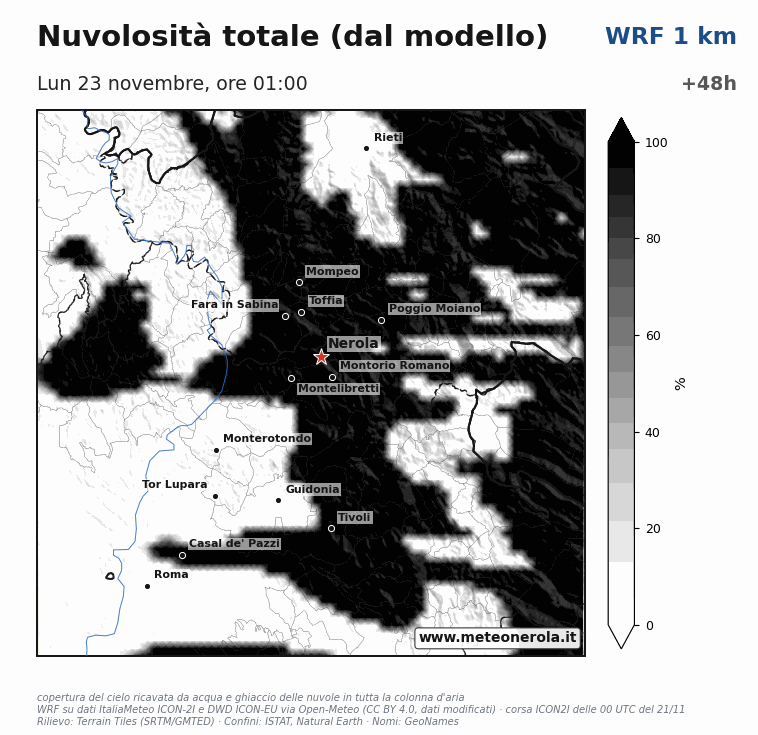 Nuvolosità totale (dal modello)
WRF 1 km
Lun 23 novembre, ore 01:00
+48h
Rieti
Mompeo
Toffia
Fara in Sabina
Poggio Moiano
Nerola
Montorio Romano
Montelibretti
Monterotondo
Tor Lupara
Guidonia
Tivoli
Casal de' Pazzi
Roma
www.meteonerola.it
100
80
60
40
20
0
%
copertura del cielo ricavata da acqua e ghiaccio delle nuvole in tutta la colonna d'aria
WRF su dati ItaliaMeteo ICON-2I e DWD ICON-EU via Open-Meteo (CC BY 4.0, dati modificati) · corsa ICON2I delle 00 UTC del 21/11
Rilievo: Terrain Tiles (SRTM/GMTED) · Confini: ISTAT, Natural Earth · Nomi: GeoNames